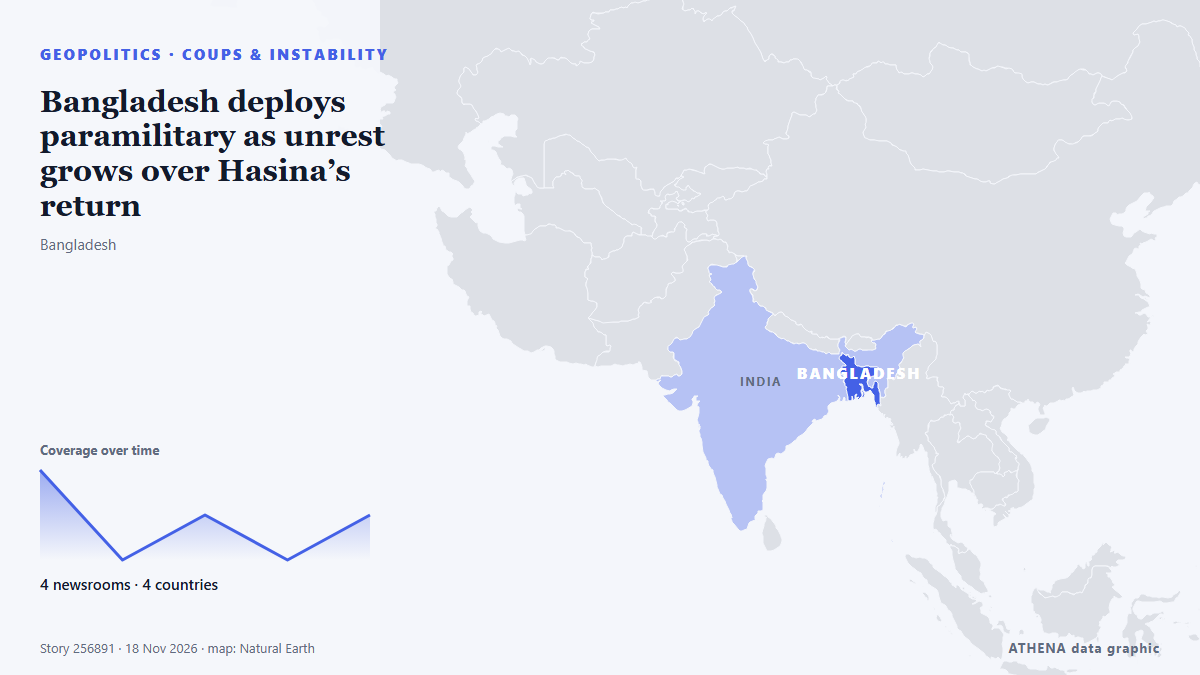 GEOPOLITICS · COUPS & INSTABILITY
Bangladesh deploys
paramilitary as unrest
grows over Hasina’s
return
Bangladesh
INDIA
BANGLADESH
Coverage over time
4 newsrooms · 4 countries
Story 256891 · 18 Nov 2026 · map: Natural Earth
ATHENA data graphic